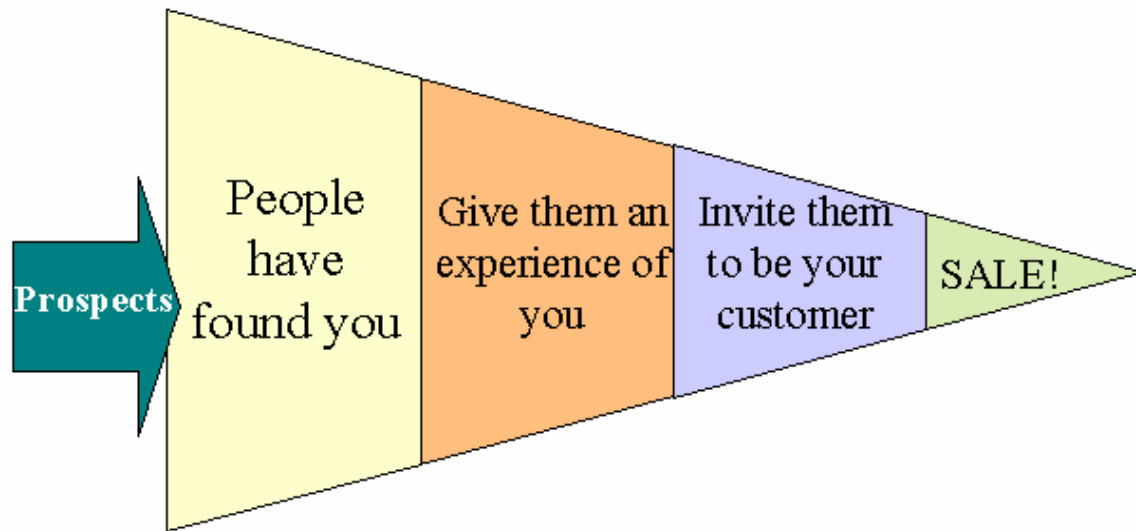 Prospects
People
have
found you
Give them an
experience of
you
Invite them
to be your
customer
SALE!